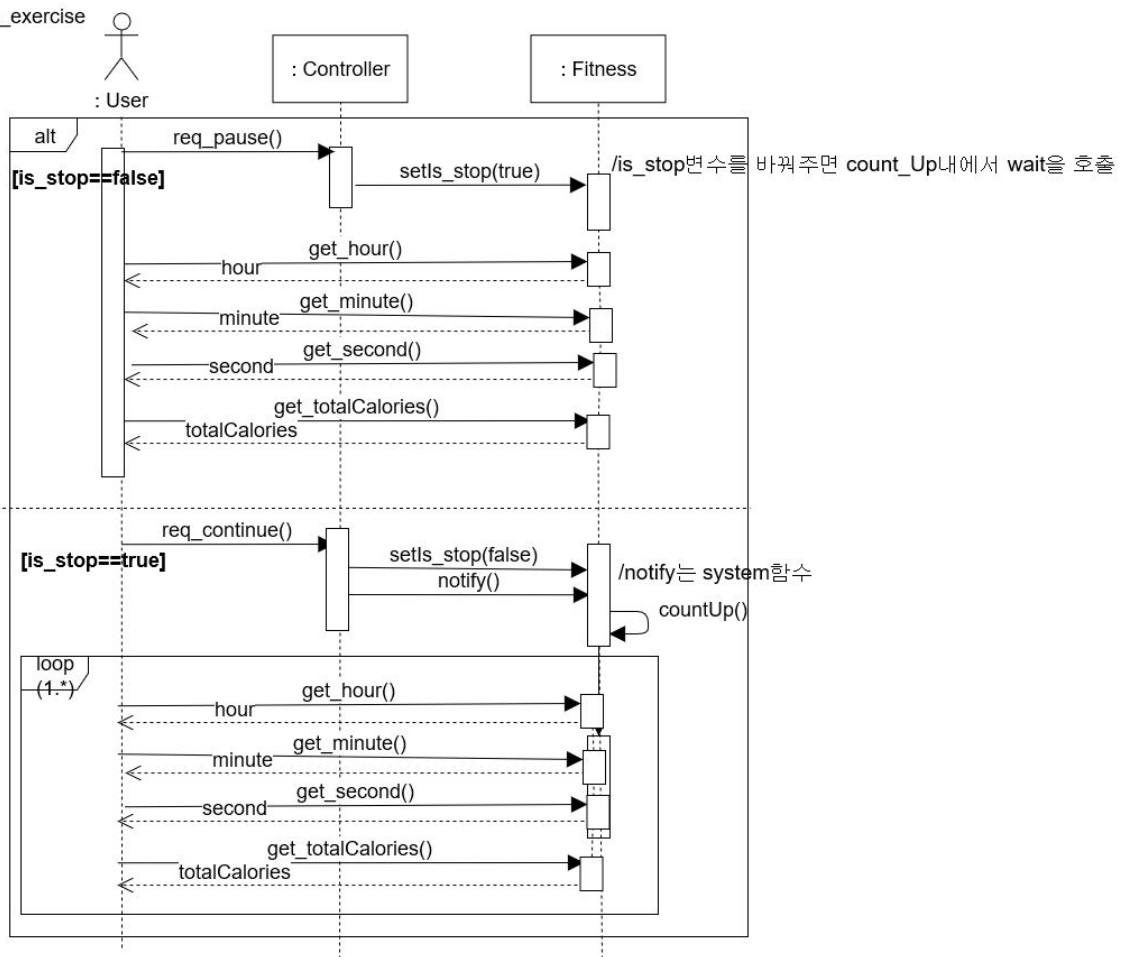 _exercise
: User
: Controller
: Fitness
alt
req_pause()
[is_stop==false]
setIs_stop(true)
/is_stop변수를 바꿔주면 count_Up내에서 wait을 호출
get_hour()
hour
get_minute()
minute
get_second()
second
get_totalCalories()
totalCalories
req_continue()
[is_stop==true]
setIs_stop(false)
/notify는 system함수
notify()
countUp()
loop
(1.*)
get_hour()
hour
get_minute()
minute
get_second()
second
get_totalCalories()
totalCalories